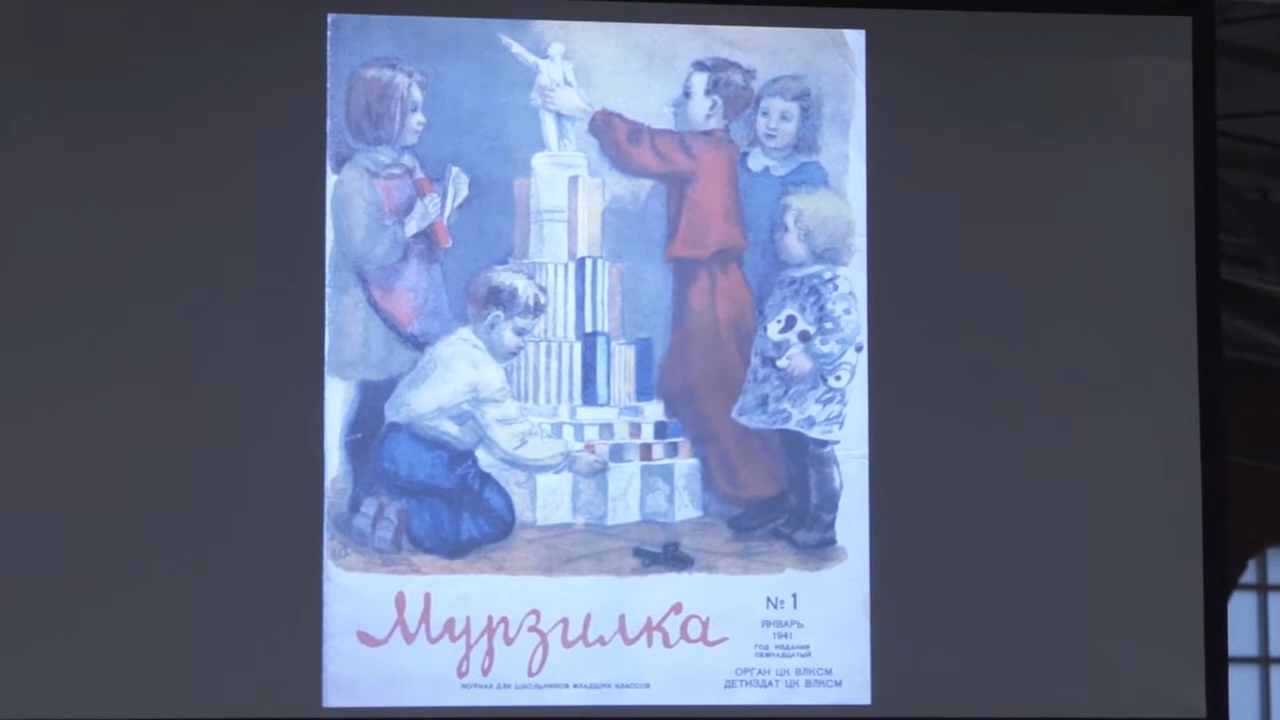 Мурзилка
ЖУРНАЛ ДЛЯ ШКОЛЬНИКОВ МЛАДШИХ КЛАССОВ
№ 1
ЯНВАРЬ
1941
ГОД ИЗДАНИЯ
СЕМНАДЦАТЫЙ
ОРГАН ЦК ВЛКСМ
ДЕТИЗДАТ ЦК ВЛКСМ